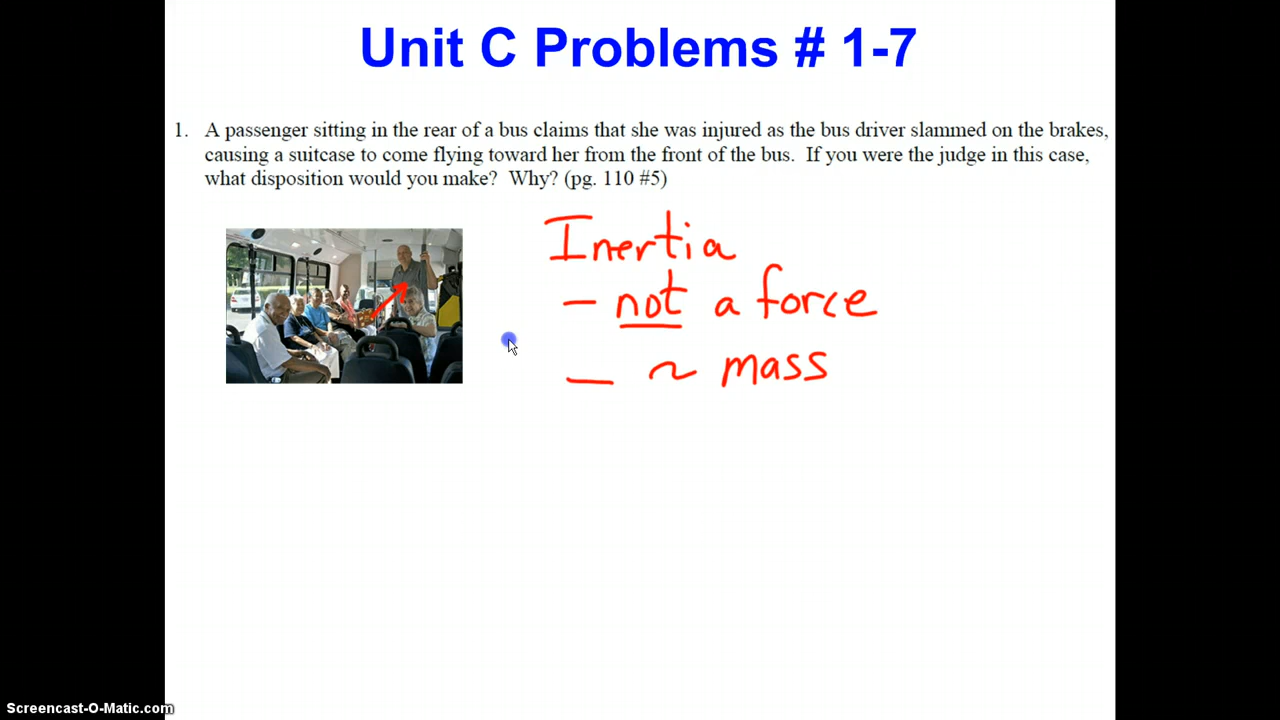 Unit C Problems # 1-7
1. A passenger sitting in the rear of a bus claims that she was injured as the bus driver slammed on the brakes,
causing a suitcase to come flying toward her from the front of the bus. If you were the judge in this case,
what disposition would you make? Why? (pg. 110 #5)
Inertia
- not a force
- ~ mass
Screencast-O-Matic.com